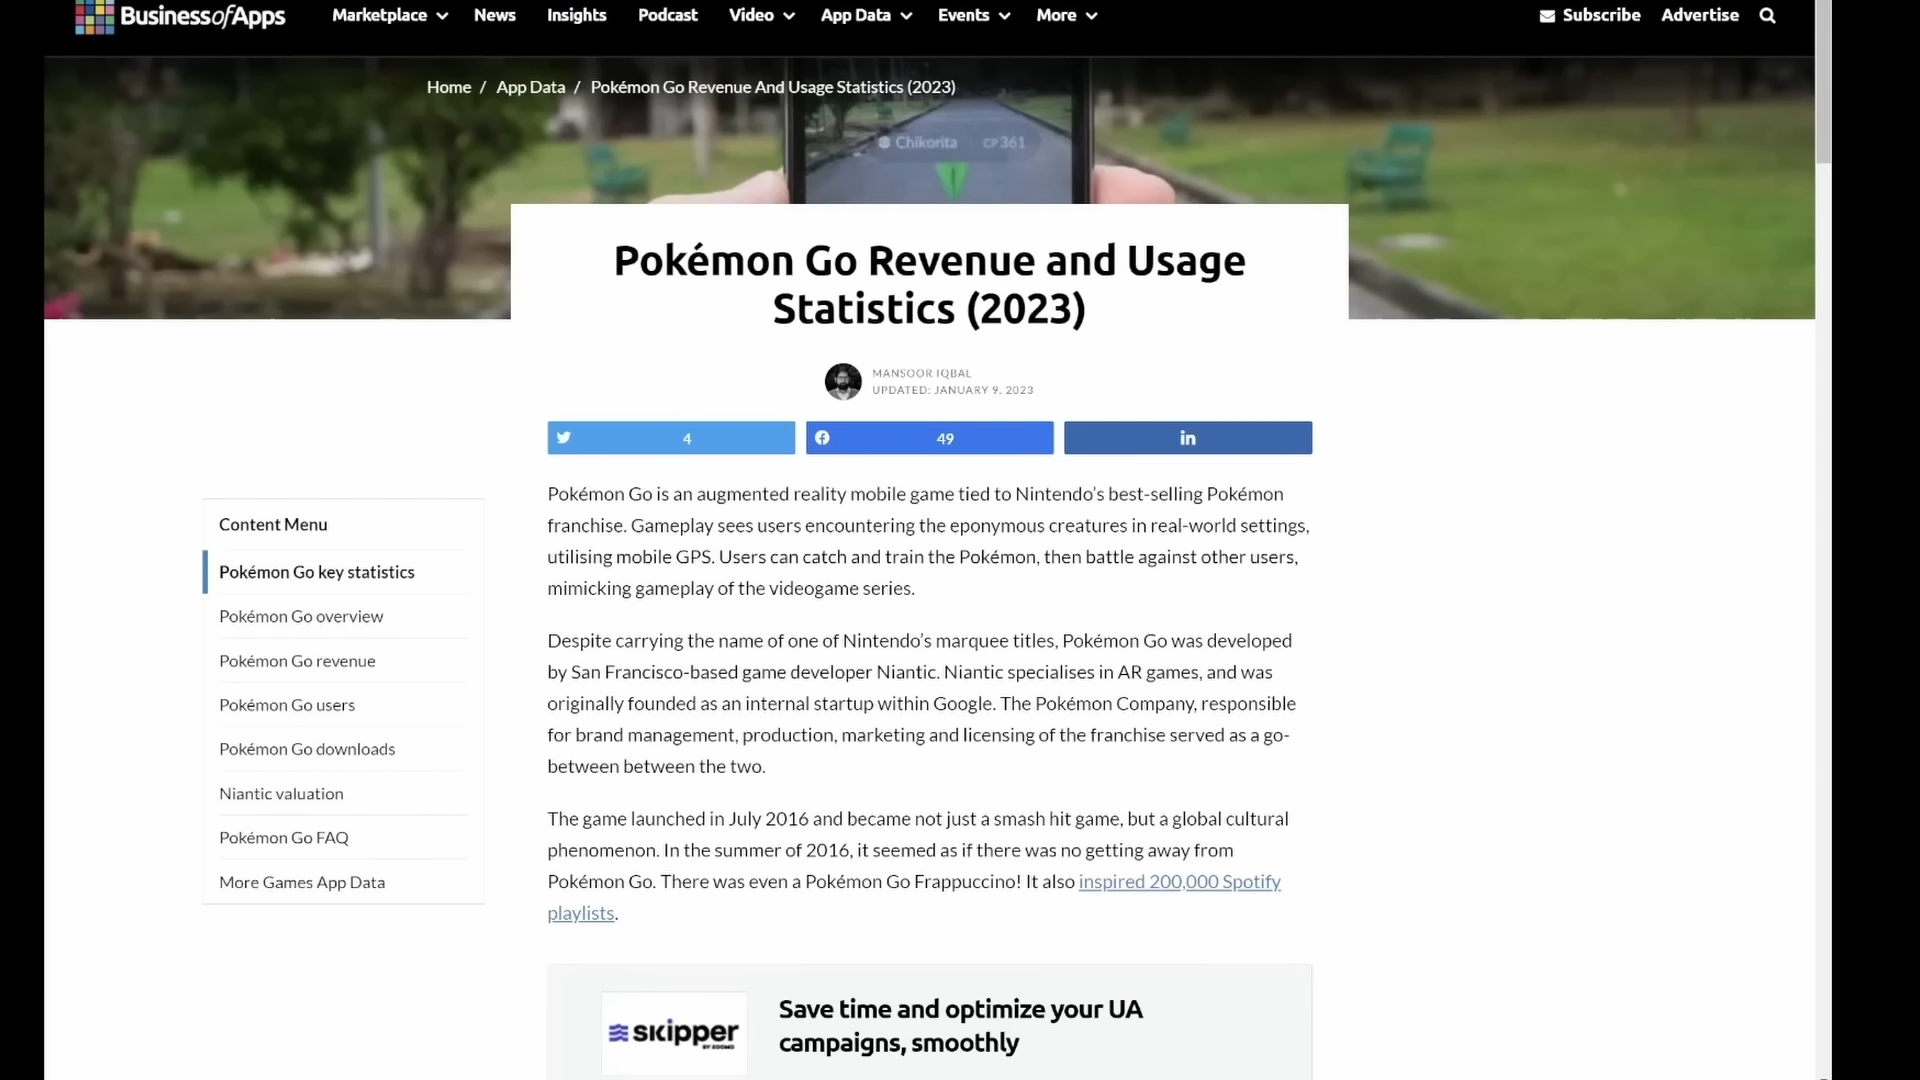 BusinessofApps Marketplace News Insights Podcast Video App Data Events More Subscribe Advertise
Home / App Data / Pokémon Go Revenue And Usage Statistics (2023)
Chikorita CP361
Pokémon Go Revenue and Usage
Statistics (2023)
MANSOOR IQBAL
UPDATED: JANUARY 9, 2023
4 49 in
Content Menu
Pokémon Go key statistics
Pokémon Go overview
Pokémon Go revenue
Pokémon Go users
Pokémon Go downloads
Niantic valuation
Pokémon Go FAQ
More Games App Data
Pokémon Go is an augmented reality mobile game tied to Nintendo’s best-selling Pokémon
franchise. Gameplay sees users encountering the eponymous creatures in real-world settings,
utilising mobile GPS. Users can catch and train the Pokémon, then battle against other users,
mimicking gameplay of the videogame series.
Despite carrying the name of one of Nintendo’s marquee titles, Pokémon Go was developed
by San Francisco-based game developer Niantic. Niantic specialises in AR games, and was
originally founded as an internal startup within Google. The Pokémon Company, responsible
for brand management, production, marketing and licensing of the franchise served as a go-
between between the two.
The game launched in July 2016 and became not just a smash hit game, but a global cultural
phenomenon. In the summer of 2016, it seemed as if there was no getting away from
Pokémon Go. There was even a Pokémon Go Frappuccino! It also inspired 200,000 Spotify
playlists.
skipper
Save time and optimize your UA
campaigns, smoothly